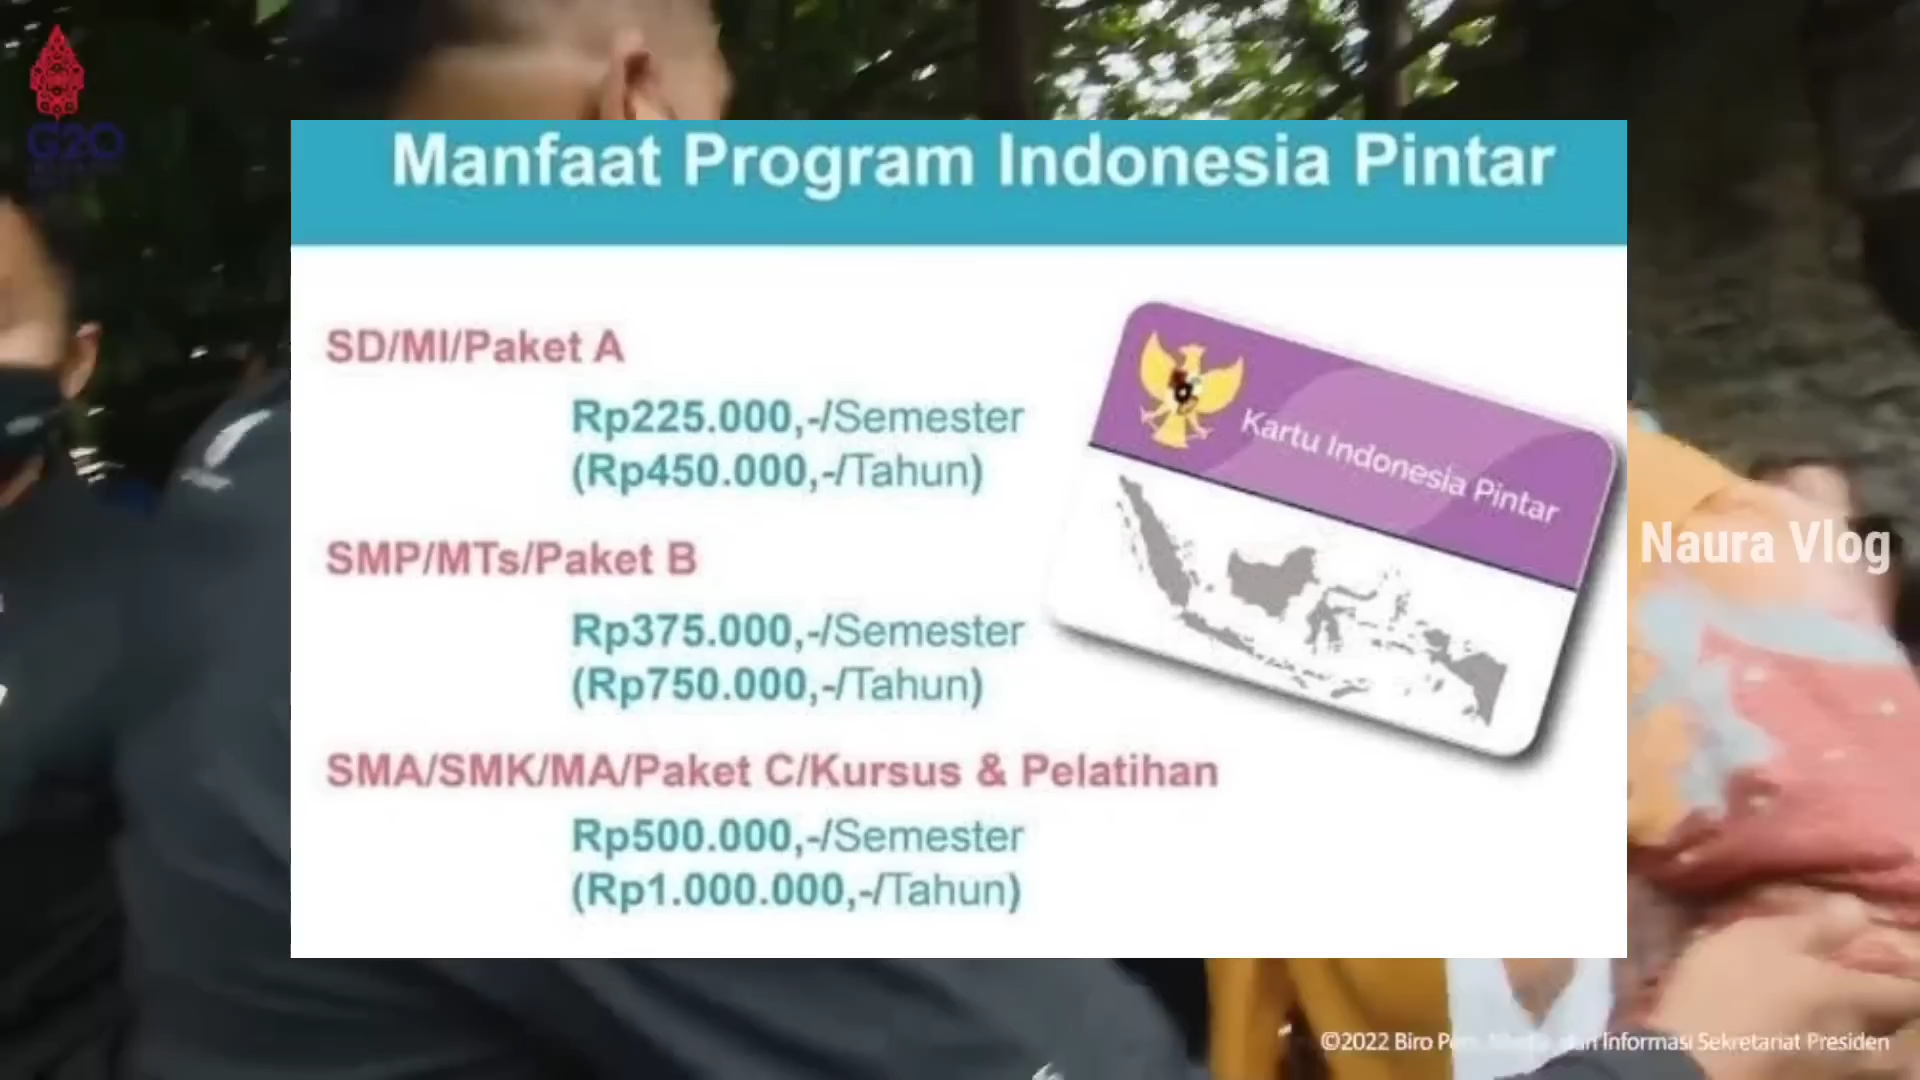 G20
Manfaat Program Indonesia Pintar
SD/MI/Paket A
Rp225.000,-/Semester
(Rp450.000,-/Tahun)
SMP/MTs/Paket B
Rp375.000,-/Semester
(Rp750.000,-/Tahun)
SMA/SMK/MA/Paket C/Kursus & Pelatihan
Rp500.000,-/Semester
(Rp1.000.000,-/Tahun)
Kartu Indonesia Pintar
Naura Vlog
©2022 Biro Informasi Sekretariat Presiden